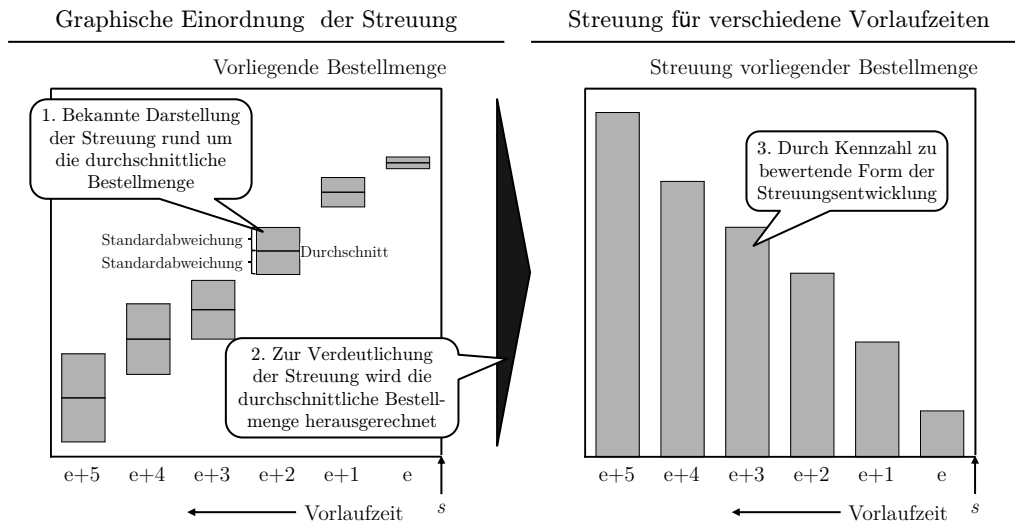 Graphische Einordnung der Streuung
Vorliegende Bestellmenge
1. Bekannte Darstellung
der Streuung rund um
die durchschnittliche
Bestellmenge
Standardabweichung
Standardabweichung
Durchschnitt
2. Zur Verdeutlichung
der Streuung wird die
durchschnittliche Bestell-
menge herausgerechnet
e+5 e+4 e+3 e+2 e+1 e
Vorlaufzeit
s
Streuung für verschiedene Vorlaufzeiten
Streuung vorliegender Bestellmenge
3. Durch Kennzahl zu
bewertende Form der
Streuungsentwicklung
e+5 e+4 e+3 e+2 e+1 e
Vorlaufzeit
s